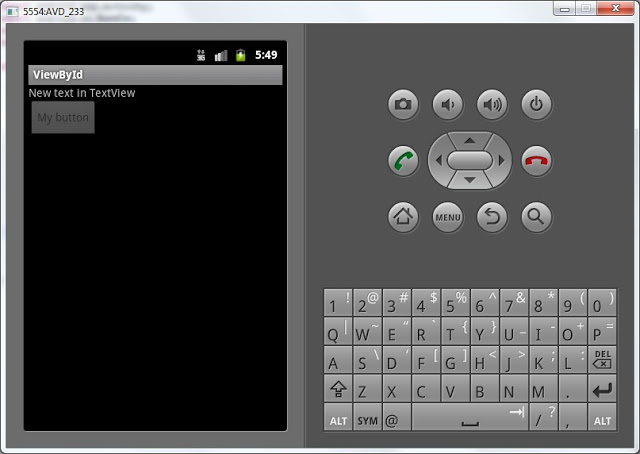 5554:AVD_233
3G 5:49
ViewById
New text in TextView
My button
MENU
1 ! 2 @ 3 # 4 $ 5 % 6 ^ 7 & 8 * 9 ( 0 )
Q | W ~ E " R ` T { Y } U _ I - O + P =
A S \ D ' F [ G ] H < J > K ; L : DEL
Z X C V B N M .
ALT SYM @ / ? , ALT